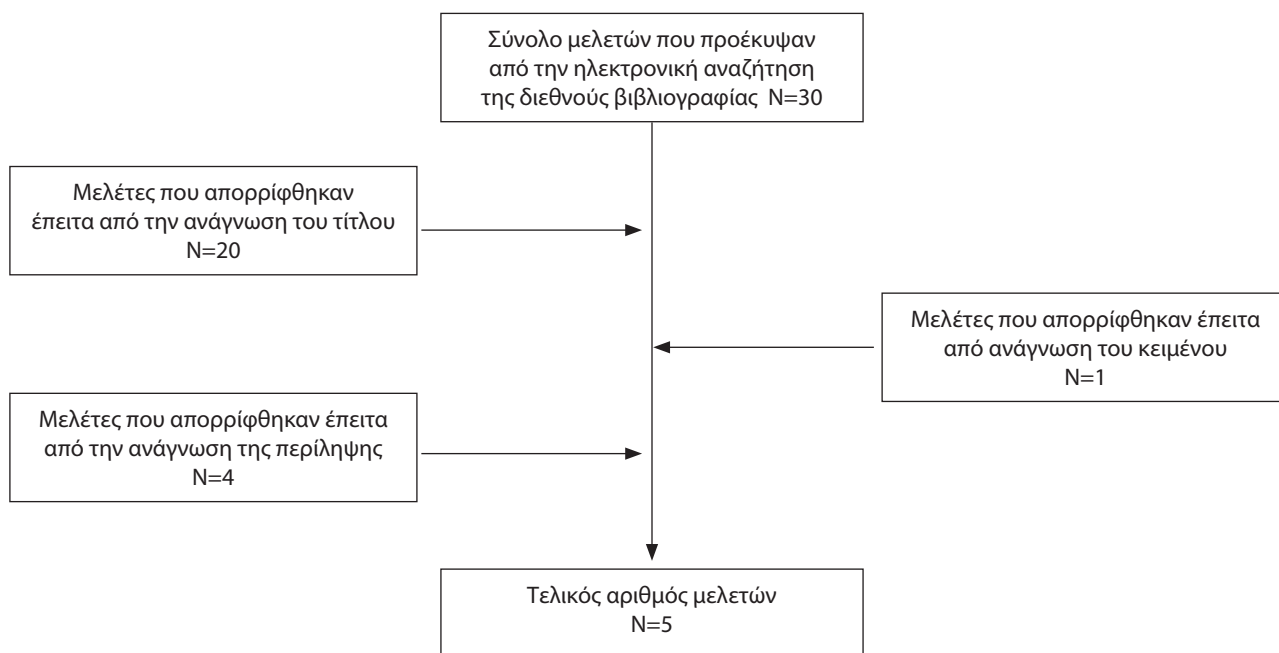 Σύνολο μελετών που προέκυψαν
από την ηλεκτρονική αναζήτηση
της διεθνούς βιβλιογραφίας N=30
Μελέτες που απορρίφθηκαν
έπειτα από την ανάγνωση του τίτλου
N=20
Μελέτες που απορρίφθηκαν έπειτα
από ανάγνωση του κειμένου
N=1
Μελέτες που απορρίφθηκαν έπειτα
από την ανάγνωση της περίληψης
N=4
Τελικός αριθμός μελετών
N=5